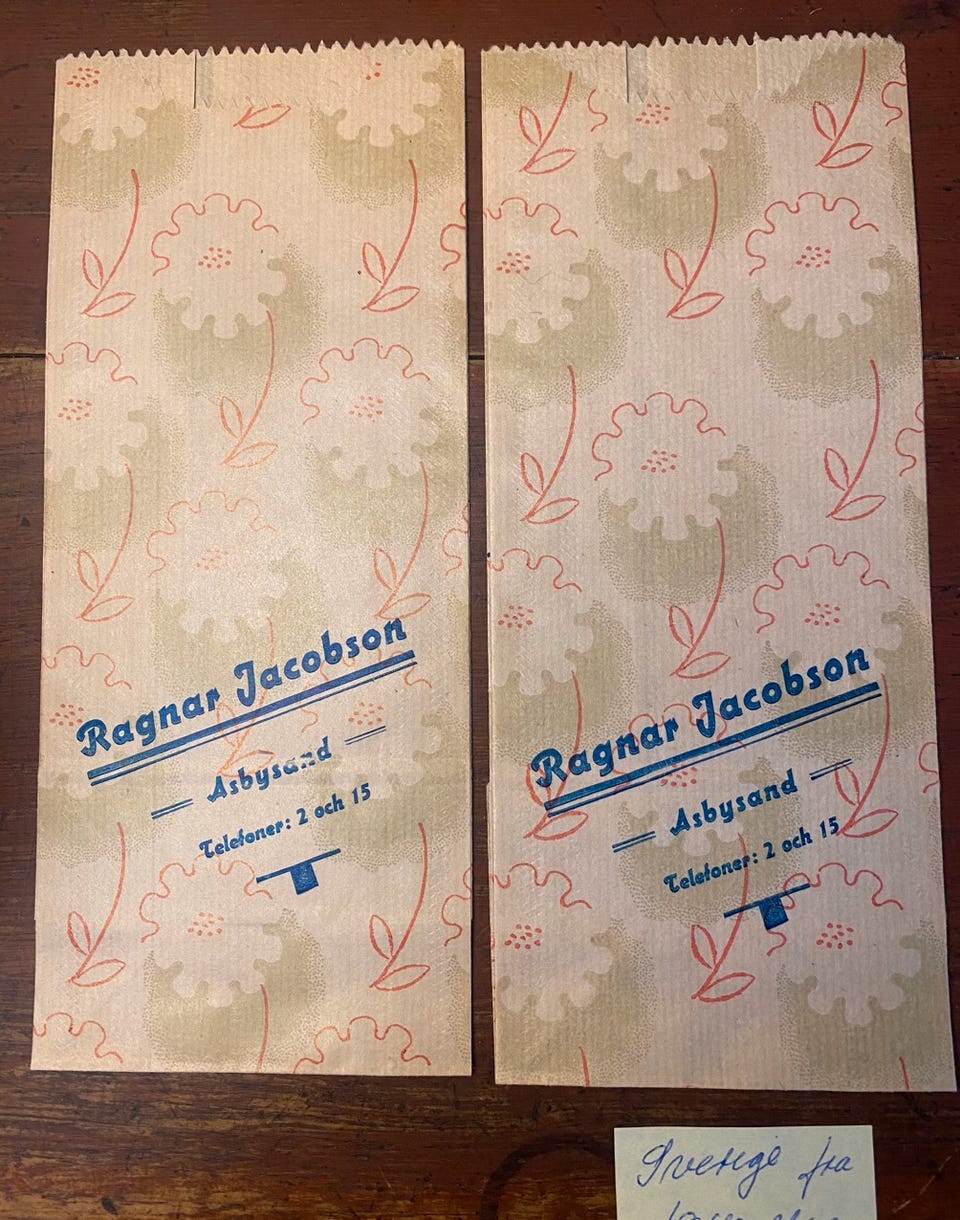 Ragnar Jacobson
Asbysand
Telefoner: 2 och 15
Ragnar Jacobson
Asbysand
Telefoner: 2 och 15
Sverige fra